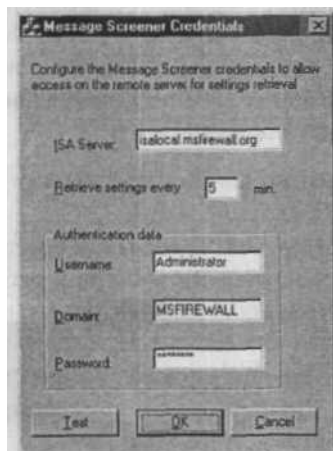 Message Screener Credentials
Configure the Message Screener credentials to allow
access on the remote server for settings retrieval
ISA Server: isalocal.msfirewall.org
Retrieve settings every 5 min.
Authentication data
Username: Administrator
Domain: MSFIREWALL
Password: ********
Test OK Cancel